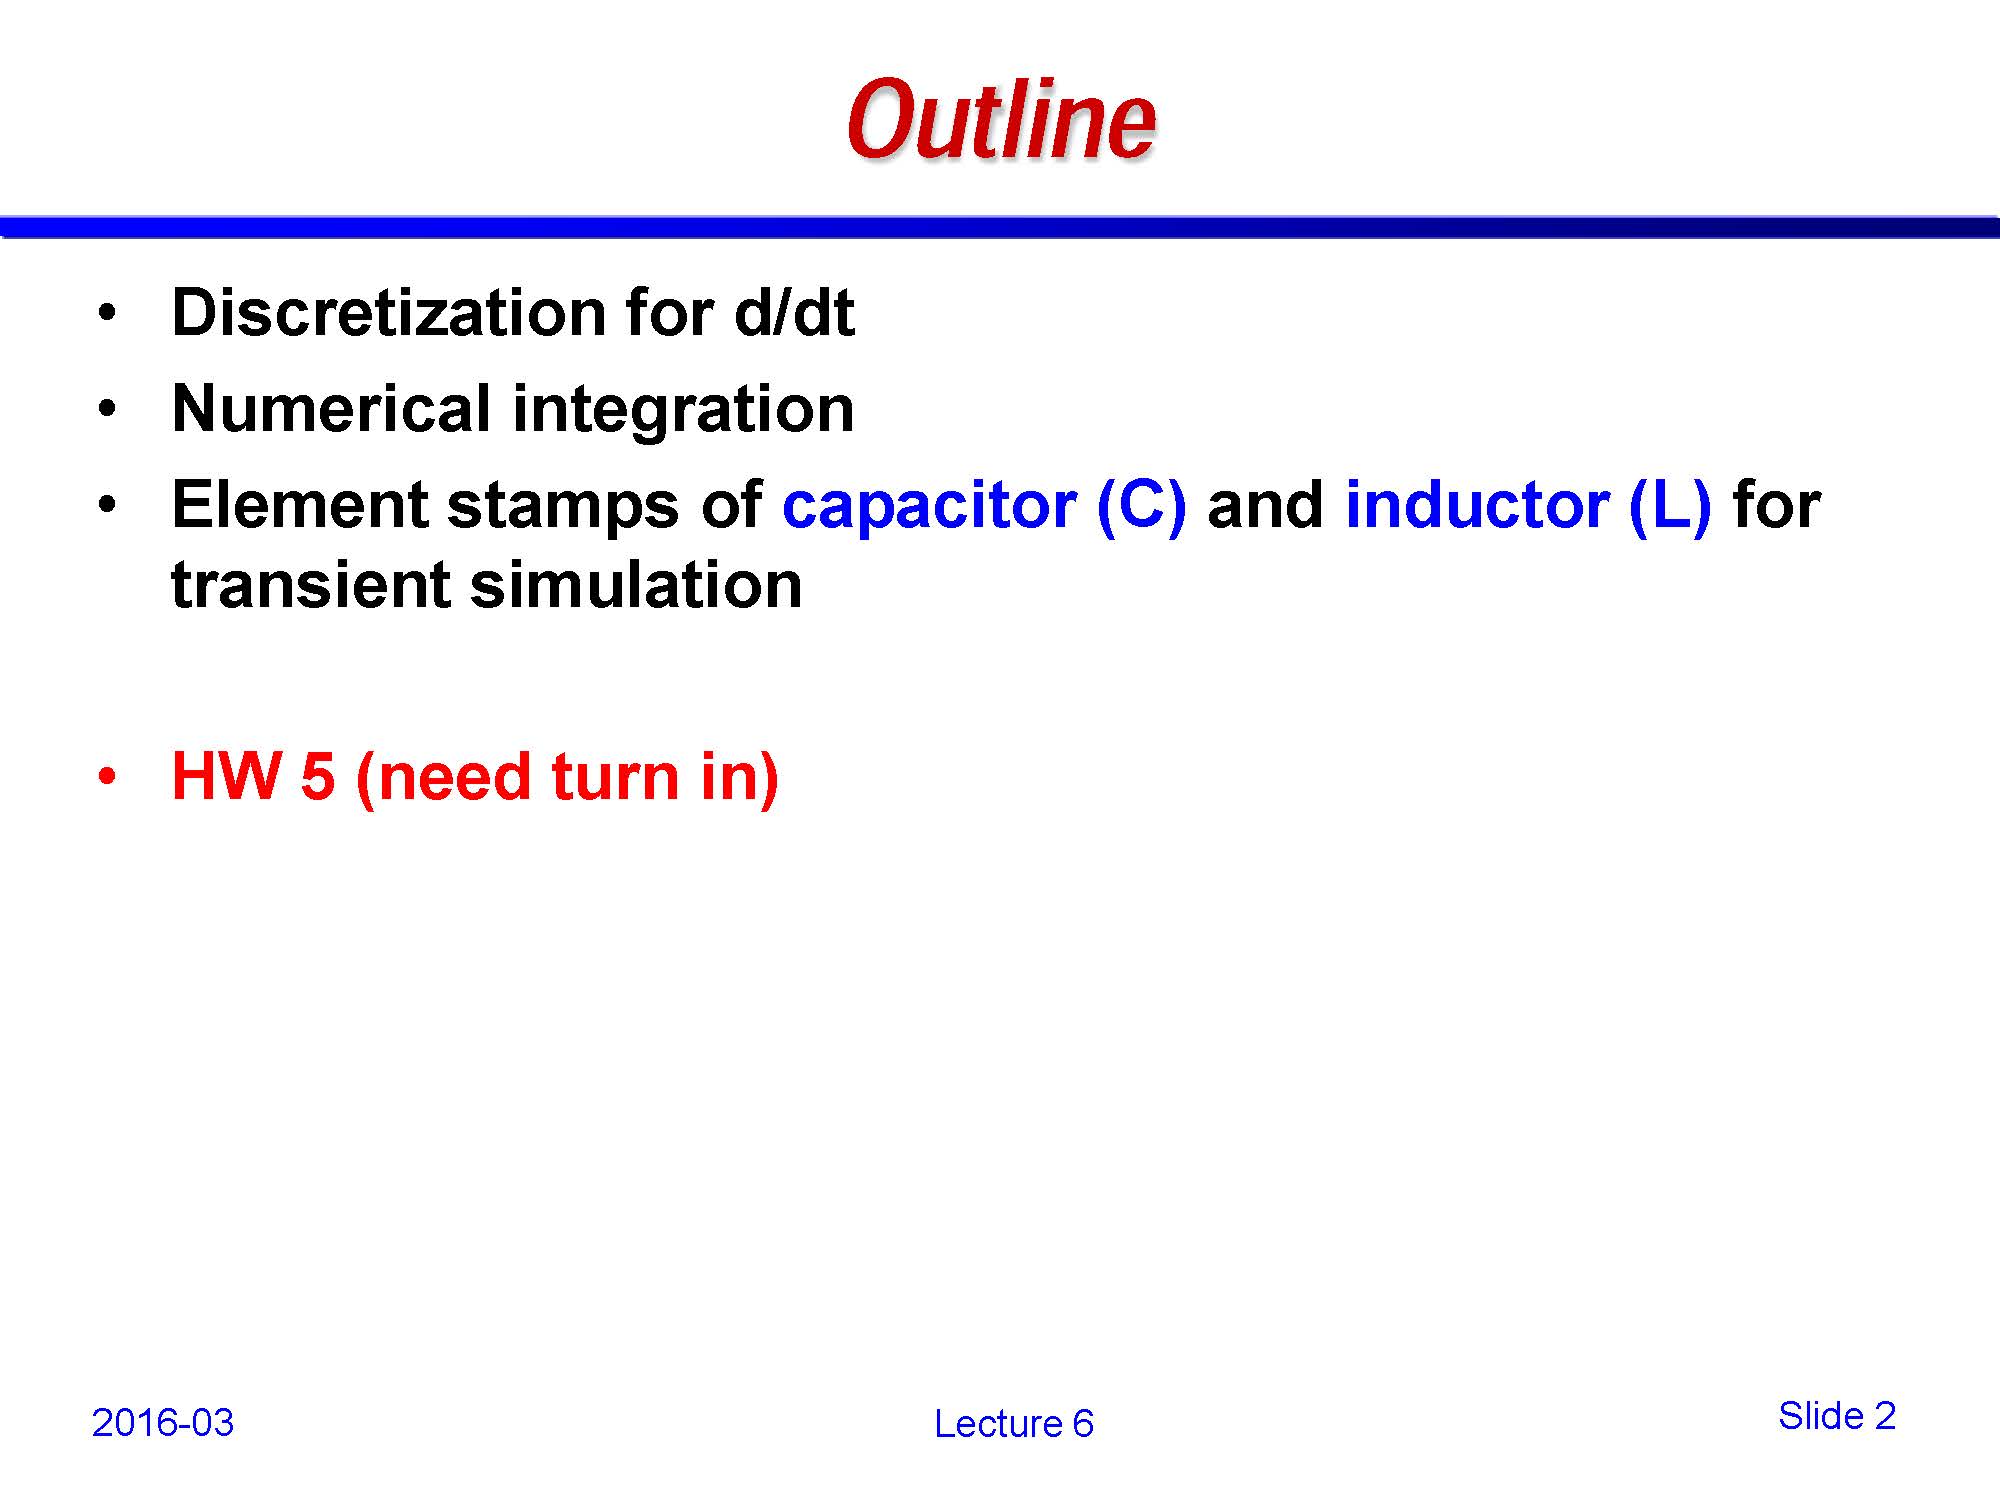 Outline
• Discretization for d/dt
• Numerical integration
• Element stamps of capacitor (C) and inductor (L) for
transient simulation
• HW 5 (need turn in)
2016-03
Lecture 6
Slide 2